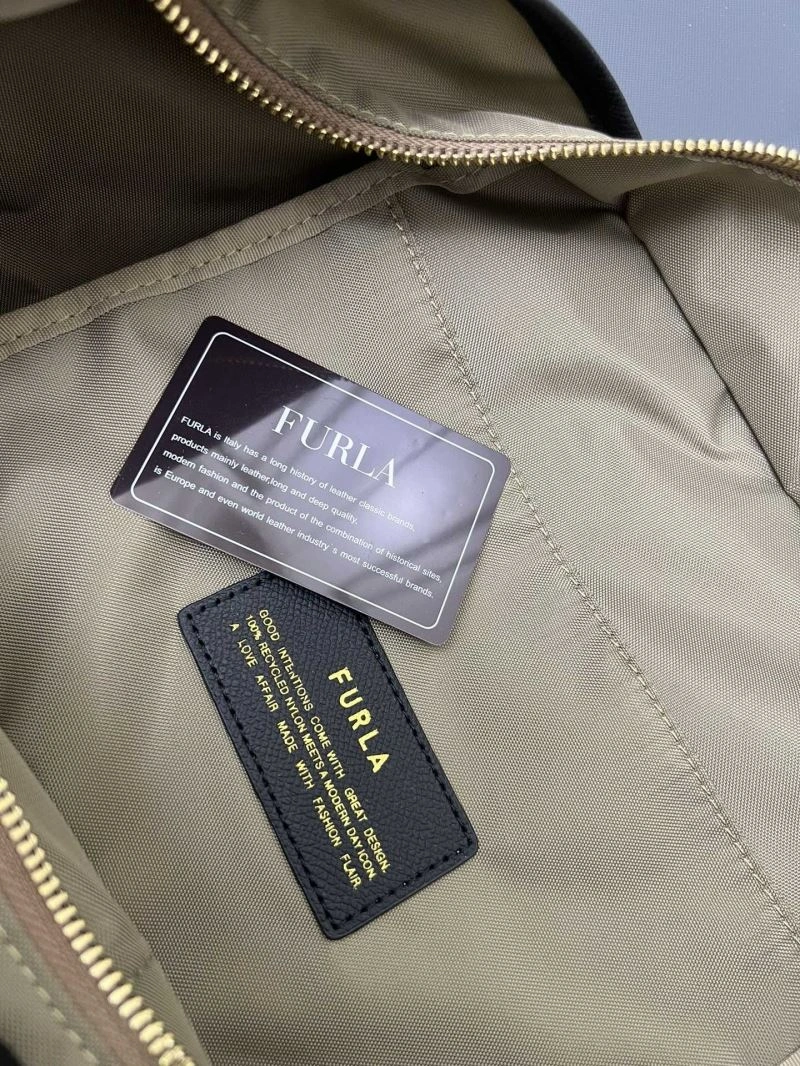 FURLA
FURLA is Italy has a long history of leather classic brands,
products mainly leather,long and deep quality.
modern fashion and the product of the combination of historical sites,
is Europe and even world leather industry`s most successful brands.
FURLA
GOOD INTENTIONS COME WITH GREAT DESIGN.
100% RECYCLED NYLON MEETS A MODERN DAY ICON.
A LOVE AFFAIR MADE WITH FASHION FLAIR.